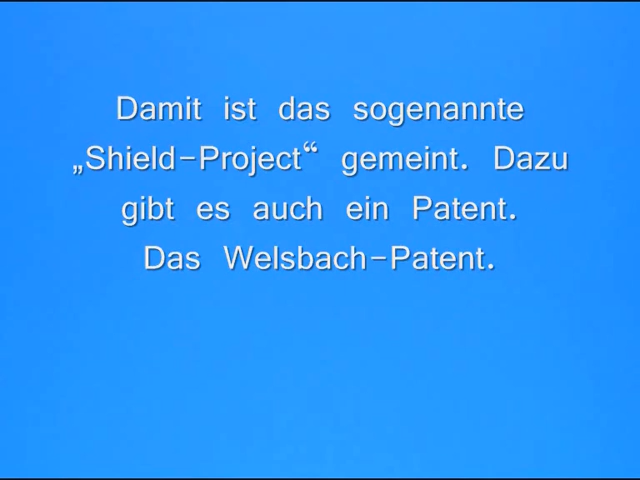 Damit ist das sogenannte
„Shield-Project“ gemeint. Dazu
gibt es auch ein Patent.
Das Welsbach-Patent.